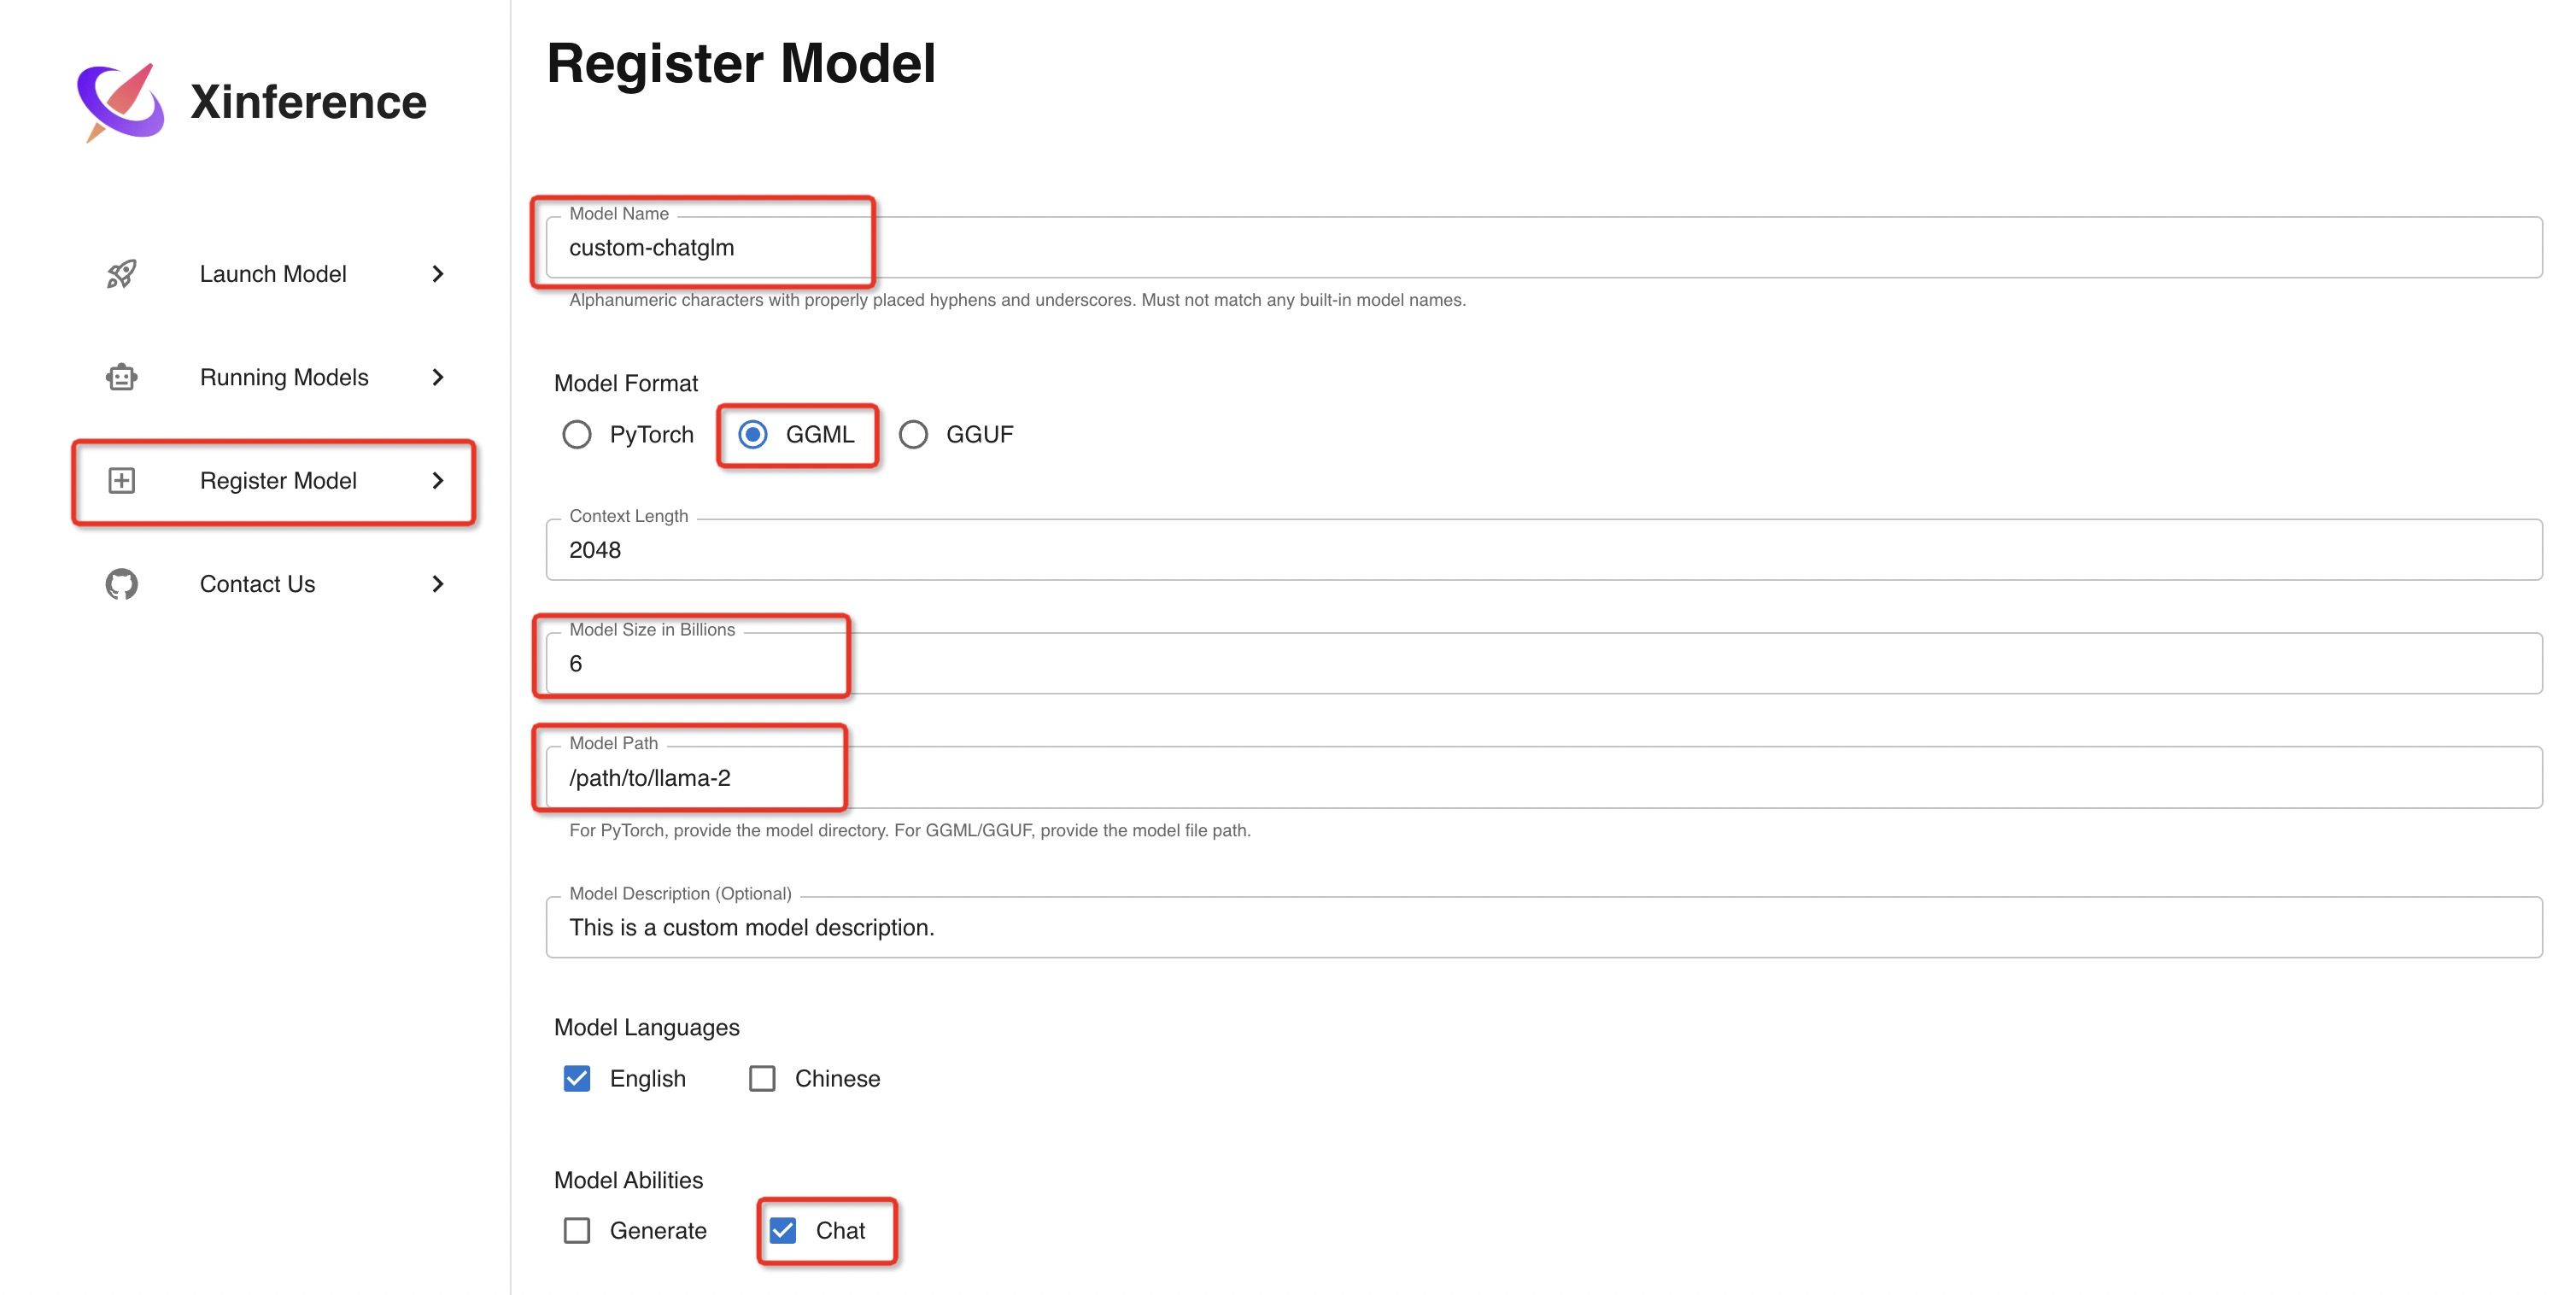 Xinference
Launch Model
Running Models
Register Model
Contact Us
Register Model
Model Name
custom-chatglm
Alphanumeric characters with properly placed hyphens and underscores. Must not match any built-in model names.
Model Format
PyTorch GGML GGUF
Context Length
2048
Model Size in Billions
6
Model Path
/path/to/llama-2
For PyTorch, provide the model directory. For GGML/GGUF, provide the model file path.
Model Description (Optional)
This is a custom model description.
Model Languages
English Chinese
Model Abilities
Generate Chat